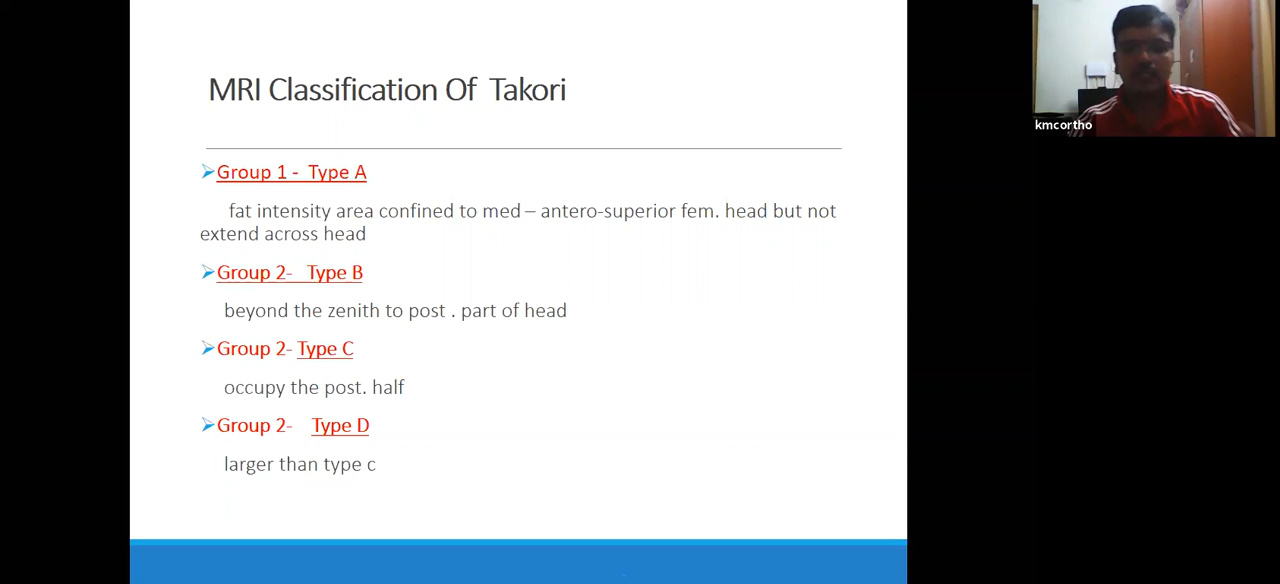 MRI Classification Of Takori
kmcortho
Group 1 - Type A
fat intensity area confined to med – antero-superior fem. head but not
extend across head
Group 2- Type B
beyond the zenith to post . part of head
Group 2- Type C
occupy the post. half
Group 2- Type D
larger than type c